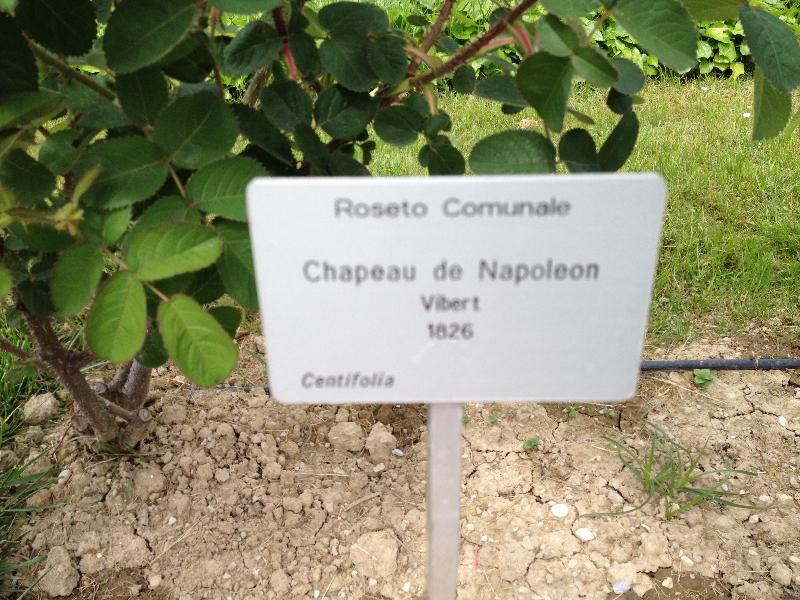 Roseto Comunale
Chapeau de Napoleon
Vibert
1826
Centifolia